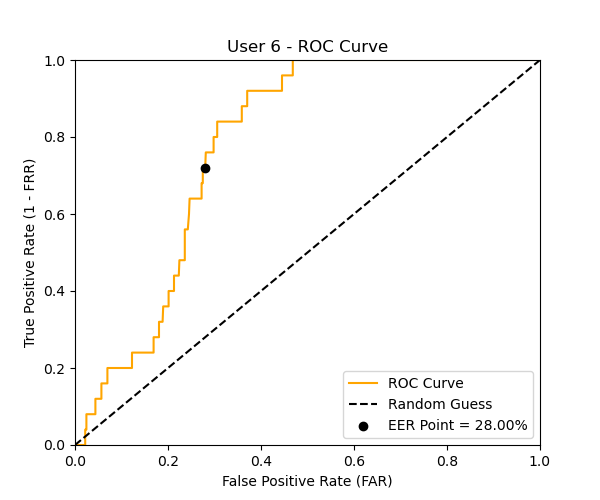 User 6 - ROC Curve
True Positive Rate (1 - FRR)
1.0
0.8
0.6
0.4
0.2
0.0
0.0 0.2 0.4 0.6 0.8 1.0
False Positive Rate (FAR)
ROC Curve
Random Guess
EER Point = 28.00%